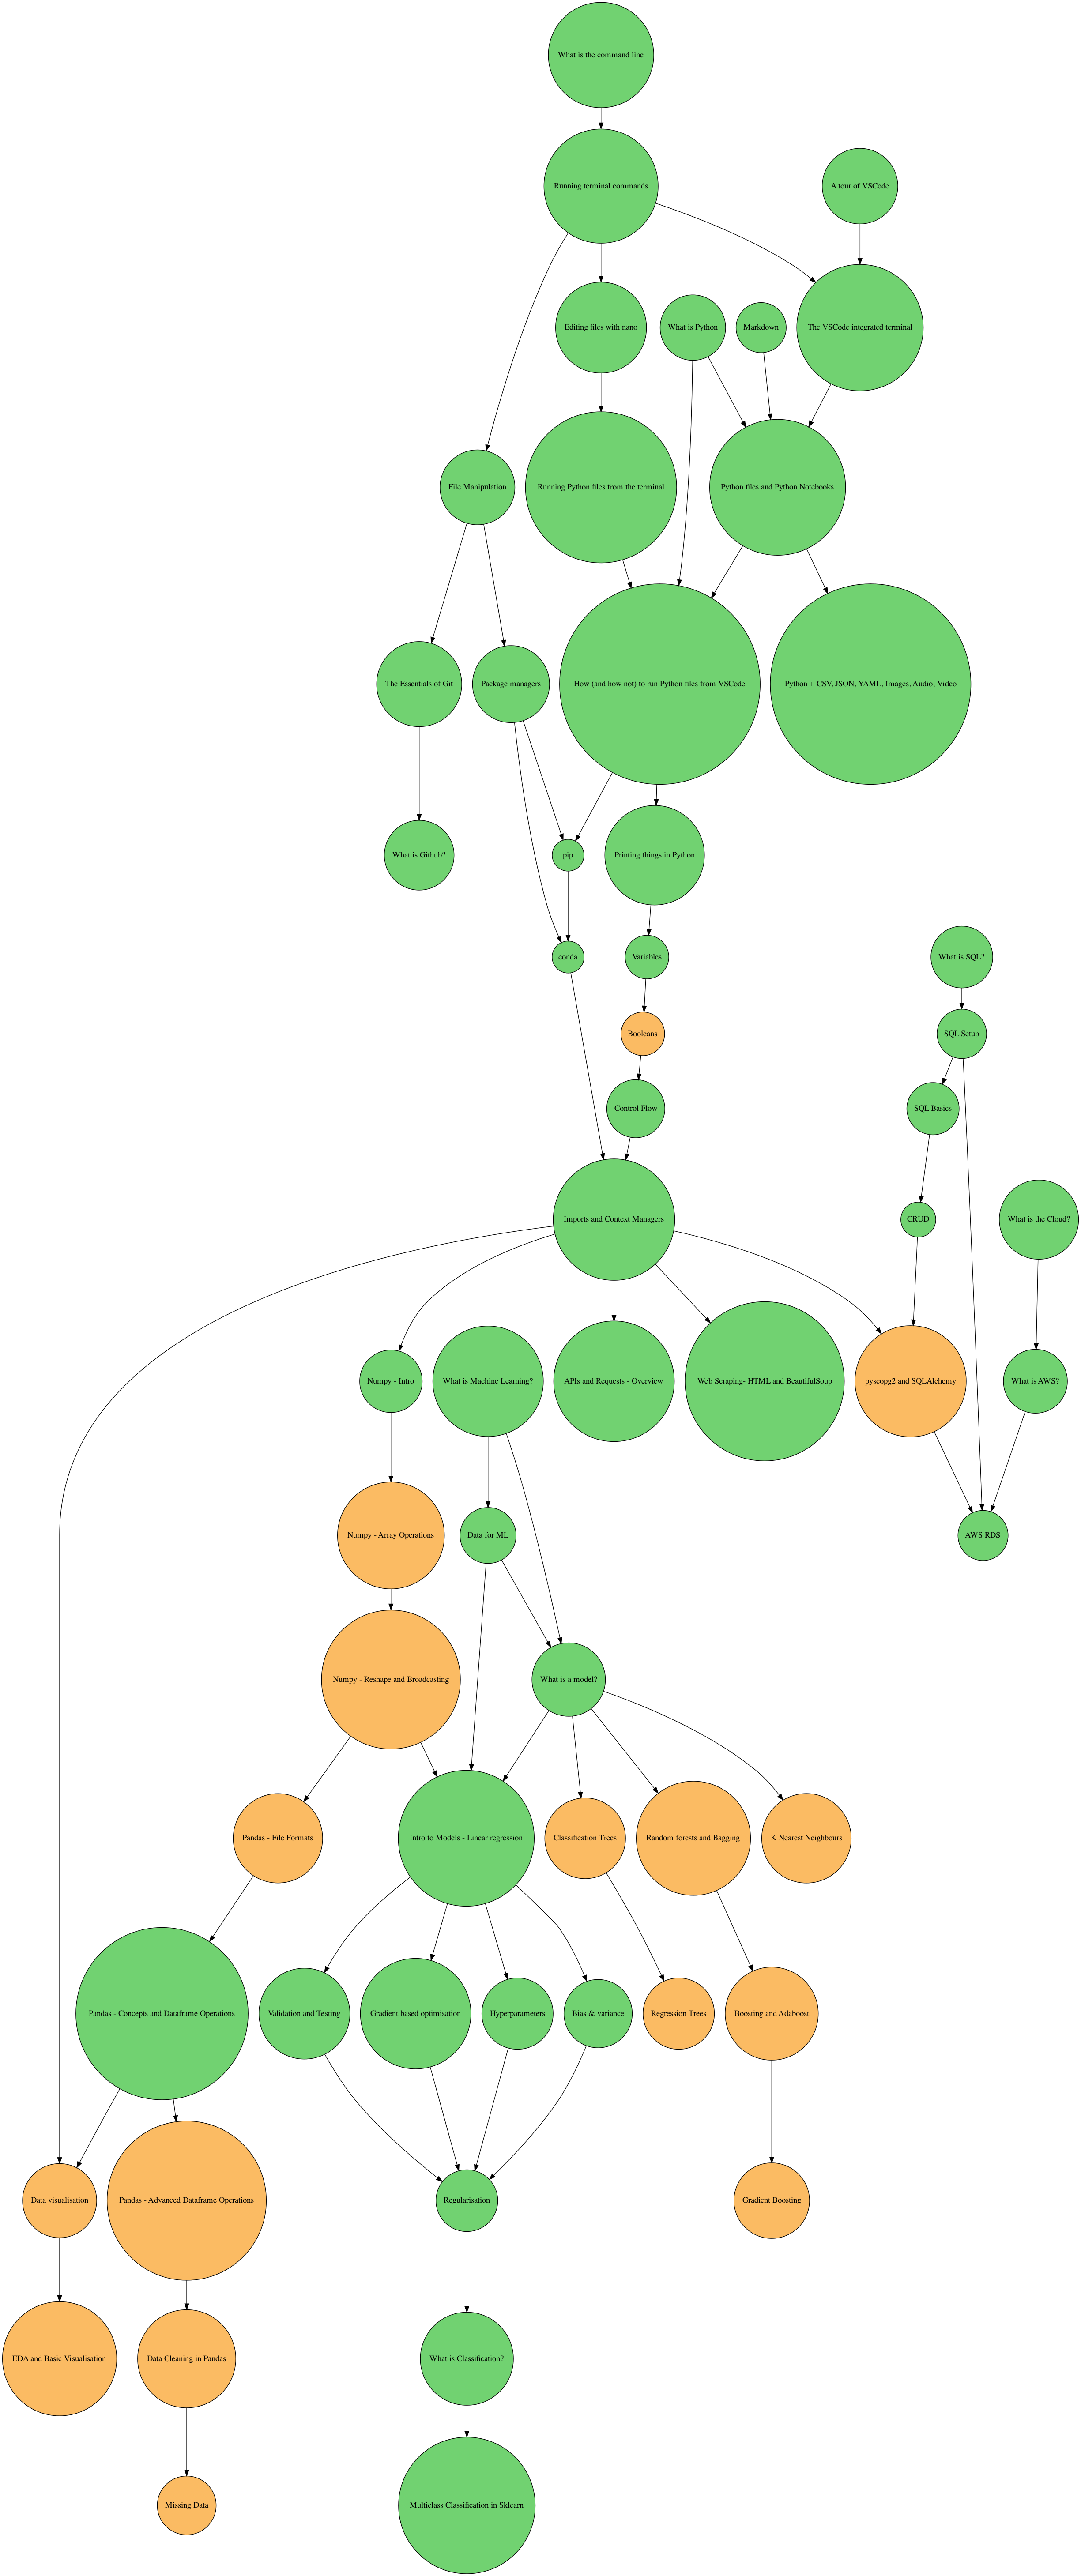 What is the command line
Running terminal commands
A tour of VSCode
Editing files with nano
What is Python
Markdown
The VSCode integrated terminal
File Manipulation
Running Python files from the terminal
Python files and Python Notebooks
The Essentials of Git
Package managers
How (and how not) to run Python files from VSCode
Python + CSV, JSON, YAML, Images, Audio, Video
What is Github?
pip
Printing things in Python
conda
Variables
What is SQL?
Booleans
SQL Setup
Control Flow
SQL Basics
Imports and Context Managers
CRUD
What is the Cloud?
Numpy - Intro
What is Machine Learning?
APIs and Requests - Overview
Web Scraping- HTML and BeautifulSoup
pyscopg2 and SQLAlchemy
What is AWS?
Numpy - Array Operations
Data for ML
AWS RDS
Numpy - Reshape and Broadcasting
What is a model?
Pandas - File Formats
Intro to Models - Linear regression
Classification Trees
Random forests and Bagging
K Nearest Neighbours
Pandas - Concepts and Dataframe Operations
Validation and Testing
Gradient based optimisation
Hyperparameters
Bias & variance
Regression Trees
Boosting and Adaboost
Data visualisation
Pandas - Advanced Dataframe Operations
Regularisation
Gradient Boosting
EDA and Basic Visualisation
Data Cleaning in Pandas
What is Classification?
Missing Data
Multiclass Classification in Sklearn